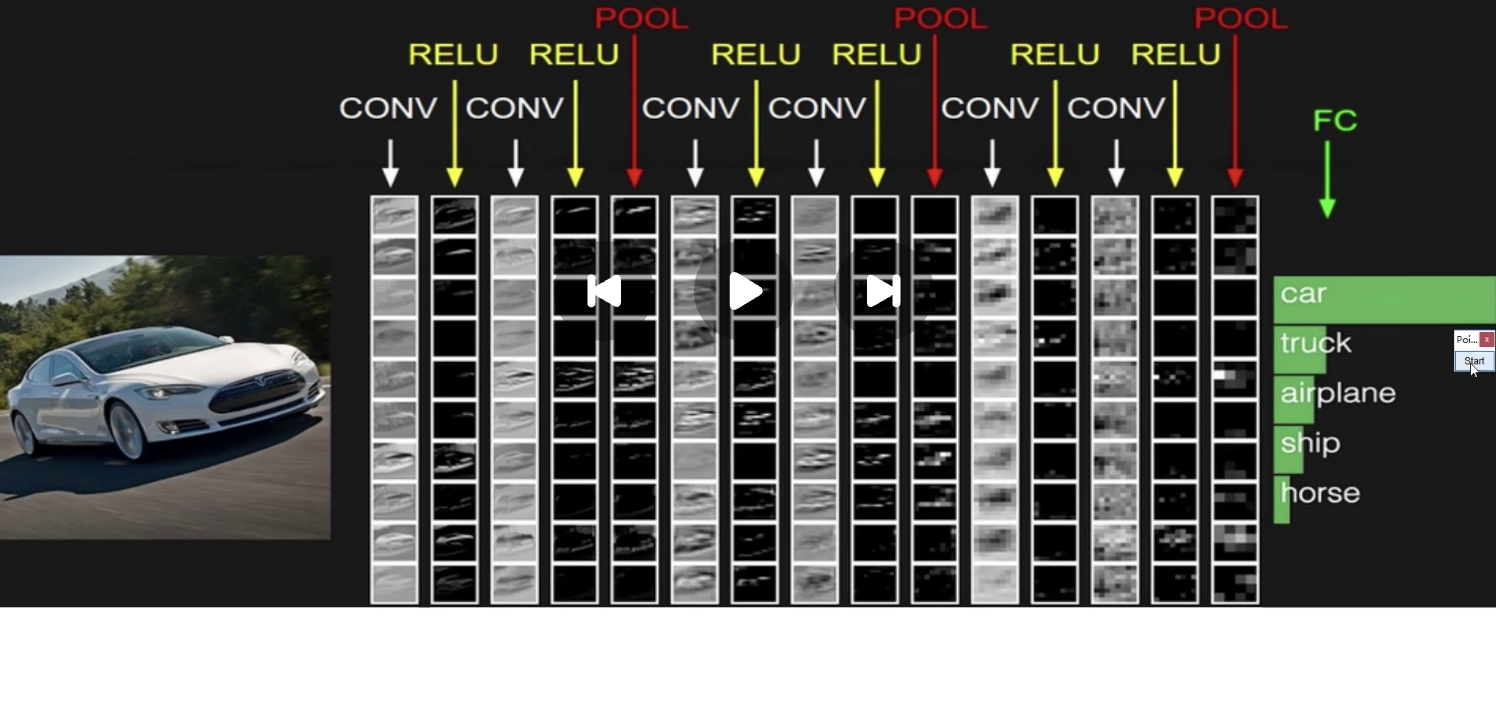 POOL POOL POOL
RELU RELU RELU RELU RELU RELU
CONV CONV CONV CONV CONV CONV
FC
car
truck
airplane
ship
horse
Poi...
Start